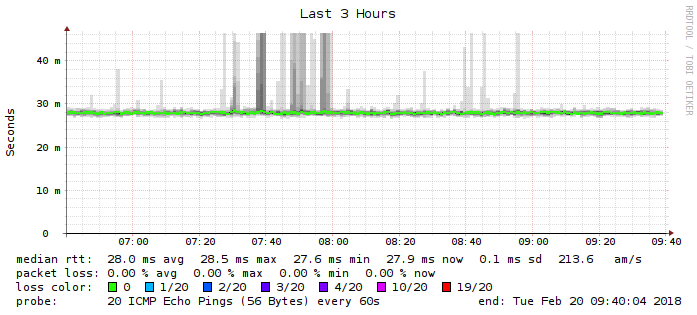 Last 3 Hours
RRDTOOL / TOBI OETIKER
Seconds
40 m
30 m
20 m
10 m
0
07:00 07:20 07:40 08:00 08:20 08:40 09:00 09:20 09:40
median rtt: 28.0 ms avg 28.5 ms max 27.6 ms min 27.9 ms now 0.1 ms sd 213.6 am/s
packet loss: 0.00 % avg 0.00 % max 0.00 % min 0.00 % now
loss color: 0 1/20 2/20 3/20 4/20 10/20 19/20
probe: 20 ICMP Echo Pings (56 Bytes) every 60s end: Tue Feb 20 09:40:04 2018